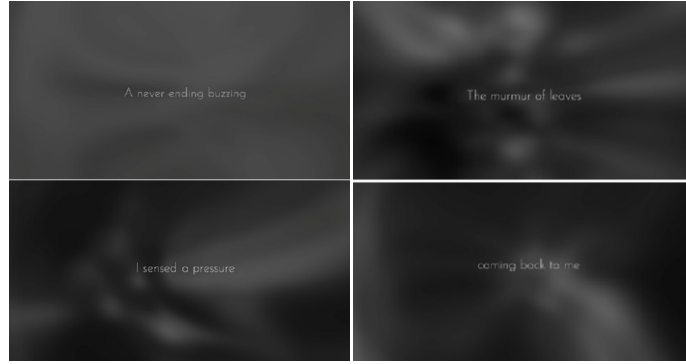 A never ending buzzing
The murmur of leaves
I sensed a pressure
coming back to me